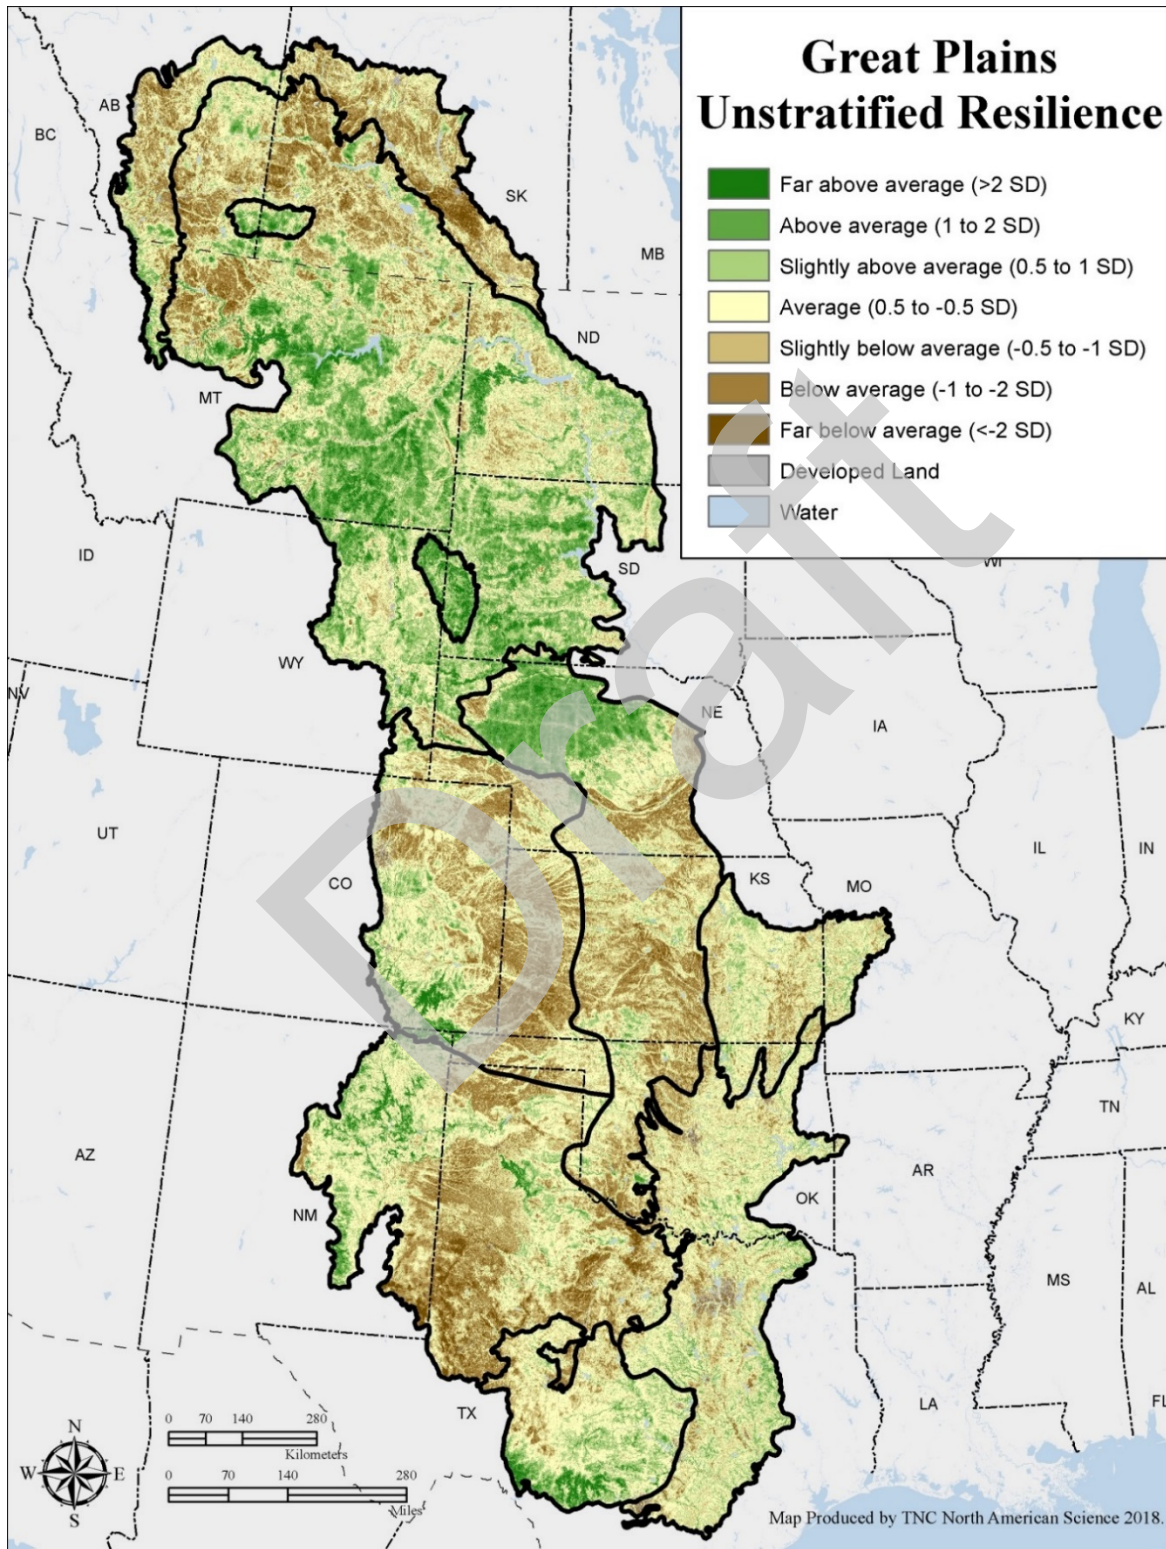 Great Plains
Unstratified Resilience
Far above average (>2 SD)
Above average (1 to 2 SD)
Slightly above average (0.5 to 1 SD)
Average (0.5 to -0.5 SD)
Slightly below average (-0.5 to -1 SD)
Below average (-1 to -2 SD)
Far below average (<-2 SD)
Developed Land
Water
AB
BC
SK
MB
ND
MT
ID
SD
WI
WY
NV
NE
IA
UT
CO
KS
MO
IL
IN
KY
TN
AZ
NM
OK
AR
MS
AL
TX
LA
FL
Draft
N
W E
S
0 70 140 280
Kilometers
0 70 140 280
Miles
Map Produced by TNC North American Science 2018.